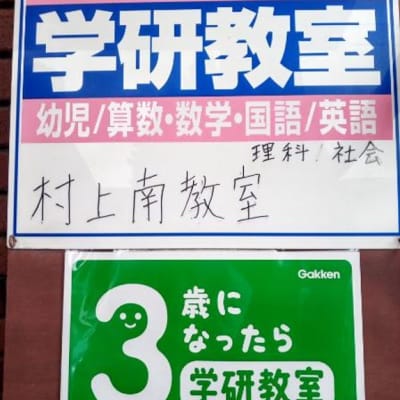 学研教室
幼児/算数・数学・国語/英語
理科/社会
村上南教室
Gakken
3歳に
なったら
学研教室